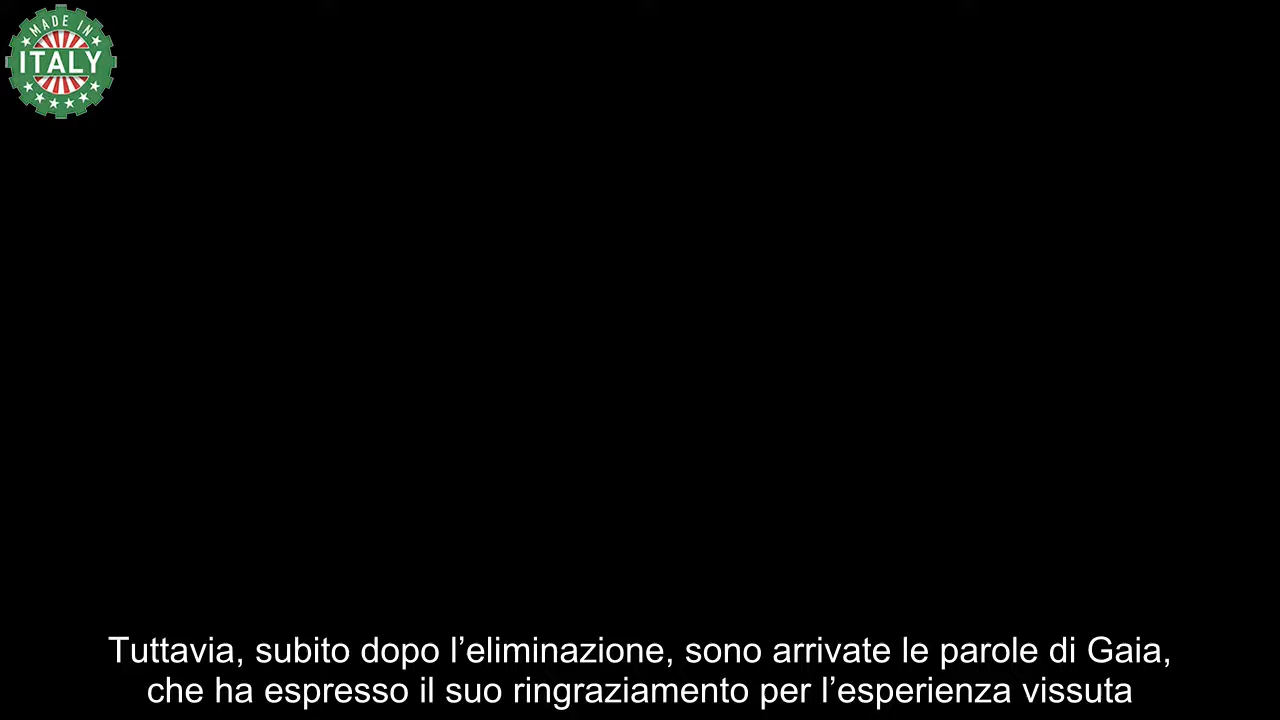 MADE IN
ITALY
Tuttavia, subito dopo l’eliminazione, sono arrivate le parole di Gaia,
che ha espresso il suo ringraziamento per l’esperienza vissuta